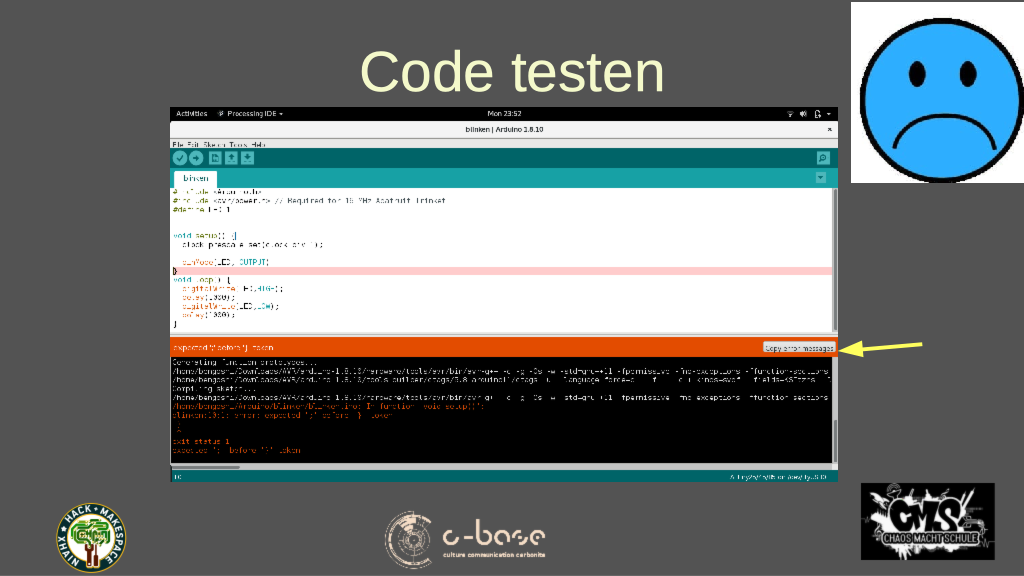 Code testen
Activities Processing IDE Mon 23:52
blinken | Arduino 1.8.10
File Edit Sketch Tools Help
blinken
#include <Arduino.h>
#include <avr/power.h> // Required for 16 MHz Adafruit Trinket
#define LED 1
void setup() {
clock_prescale_set(clock_div_1);
pinMode(LED, OUTPUT)
}
void loop() {
digitalWrite(LED,HIGH);
delay(1000);
digitalWrite(LED,LOW);
delay(1000);
}
expected ';' before '}' token
Copy error messages
Generating function prototypes...
/home/bengoshi/Downloads/AVR/arduino-1.8.10/hardware/tools/avr/bin/avr-g++ -c -g -Os -w -std=gnu++11 -fpermissive -fno-exceptions -ffunction-sections
/home/bengoshi/Downloads/AVR/arduino-1.8.10/tools-builder/ctags/5.8-arduino11/ctags -u --language-force=c++ -f - --c++-kinds=svpf --fields=KSTtzns
Compiling sketch...
/home/bengoshi/Downloads/AVR/arduino-1.8.10/hardware/tools/avr/bin/avr-g++ -c -g -Os -w -std=gnu++11 -fpermissive -fno-exceptions -ffunction-sections
/home/bengoshi/Arduino/blinken/blinken.ino: In function 'void setup()':
blinken:10:1: error: expected ';' before '}' token
}
^
exit status 1
expected ';' before '}' token
10
HACK + MAKESPACE
XHAIN
c-base
culture communication carbonite
CMS
CHAOS MACHT SCHULE